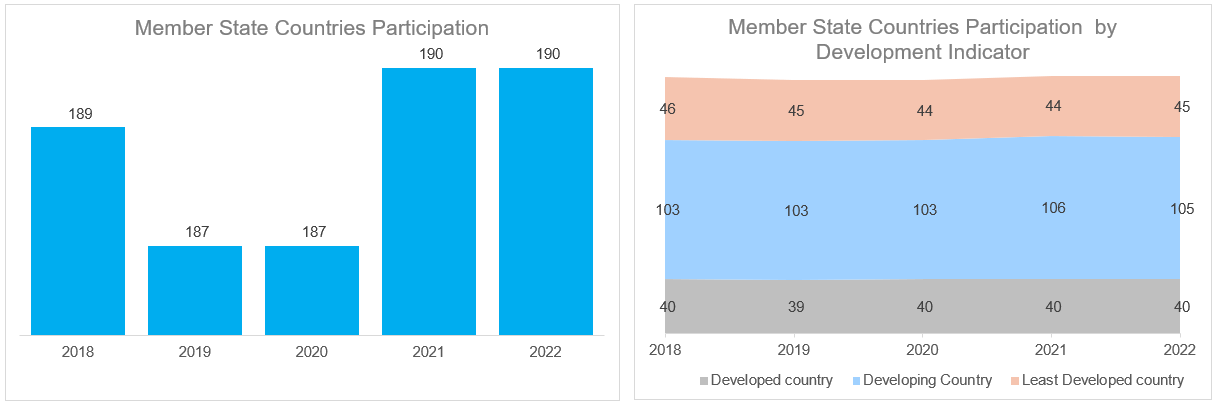 Member State Countries Participation
190 190
189
187 187
2018 2019 2020 2021 2022
Member State Countries Participation by
Development Indicator
46 45 44 44 45
103 103 103 106 105
40 39 40 40 40
2018 2019 2020 2021 2022
Developed country Developing Country Least Developed country